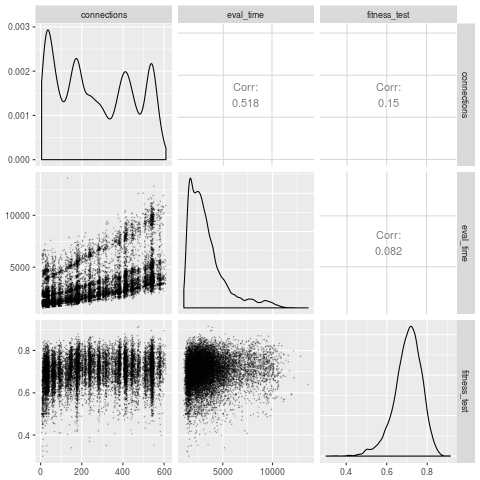 connections eval_time fitness_test
0.003
0.002
0.001
0.000
Corr:
0.518
Corr:
0.15
connections
10000
5000
Corr:
0.082
eval_time
0.8
0.6
0.4
fitness_test
0 200 400 600 5000 10000 0.4 0.6 0.8